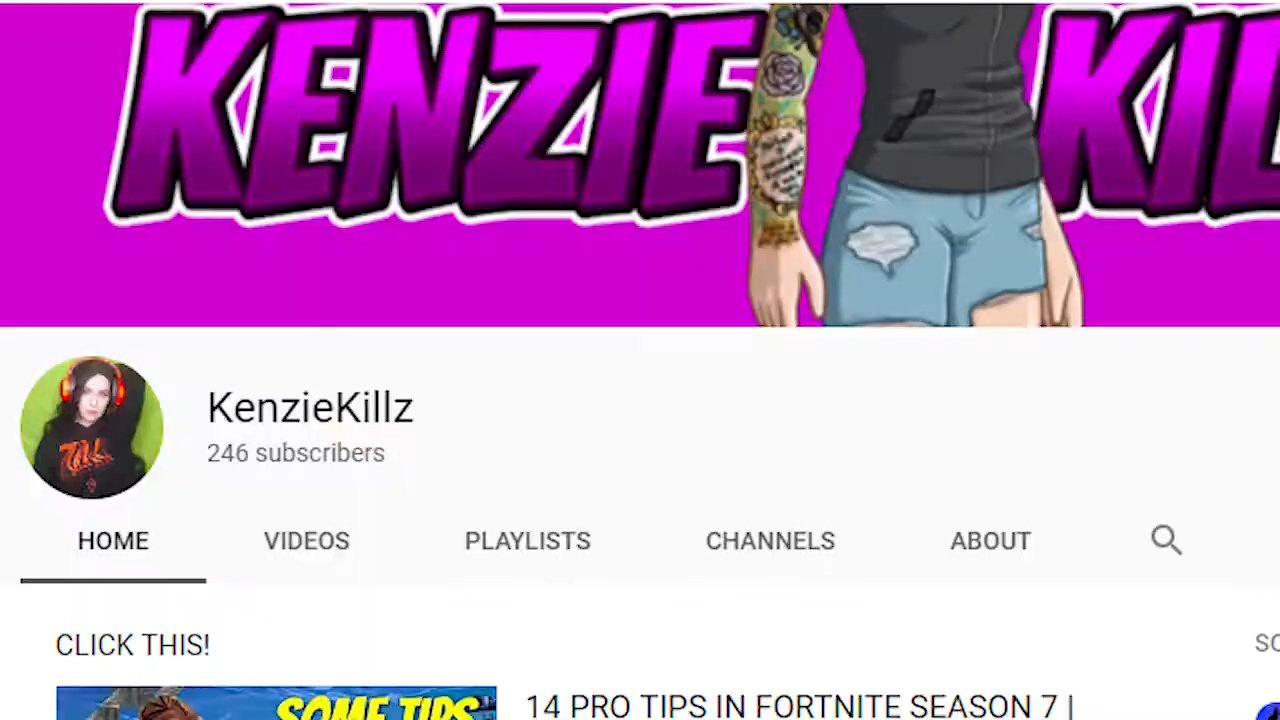 KENZIE KIL
KenzieKillz
246 subscribers
HOME VIDEOS PLAYLISTS CHANNELS ABOUT
CLICK THIS!
SC
SOME TIPS
14 PRO TIPS IN FORTNITE SEASON 7 |